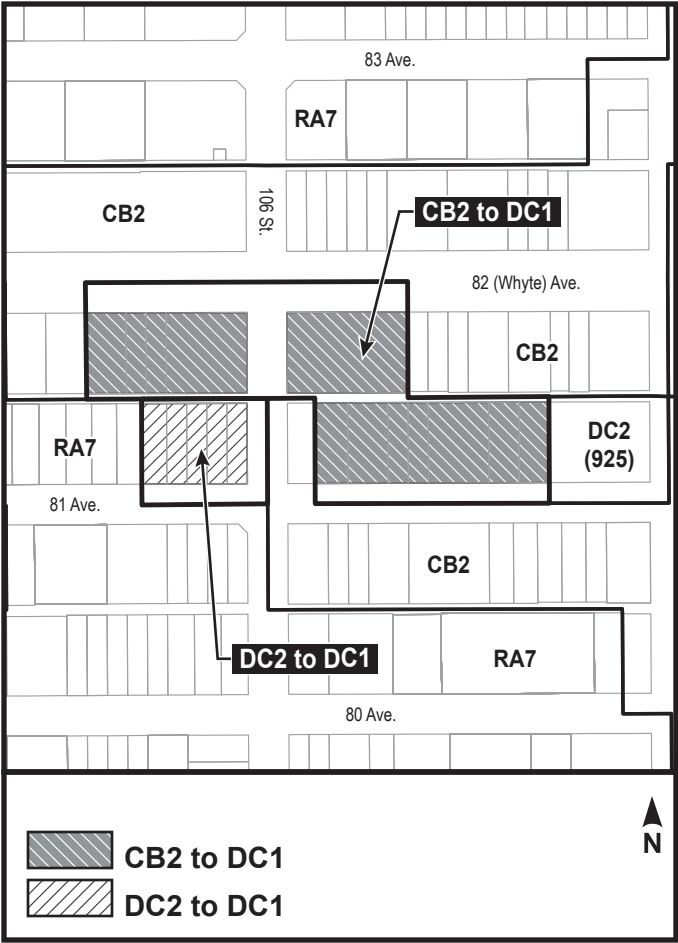 83 Ave.
RA7
CB2
106 St.
CB2 to DC1
82 (Whyte) Ave.
CB2
RA7
DC2
(925)
81 Ave.
CB2
DC2 to DC1
RA7
80 Ave.
N
CB2 to DC1
DC2 to DC1